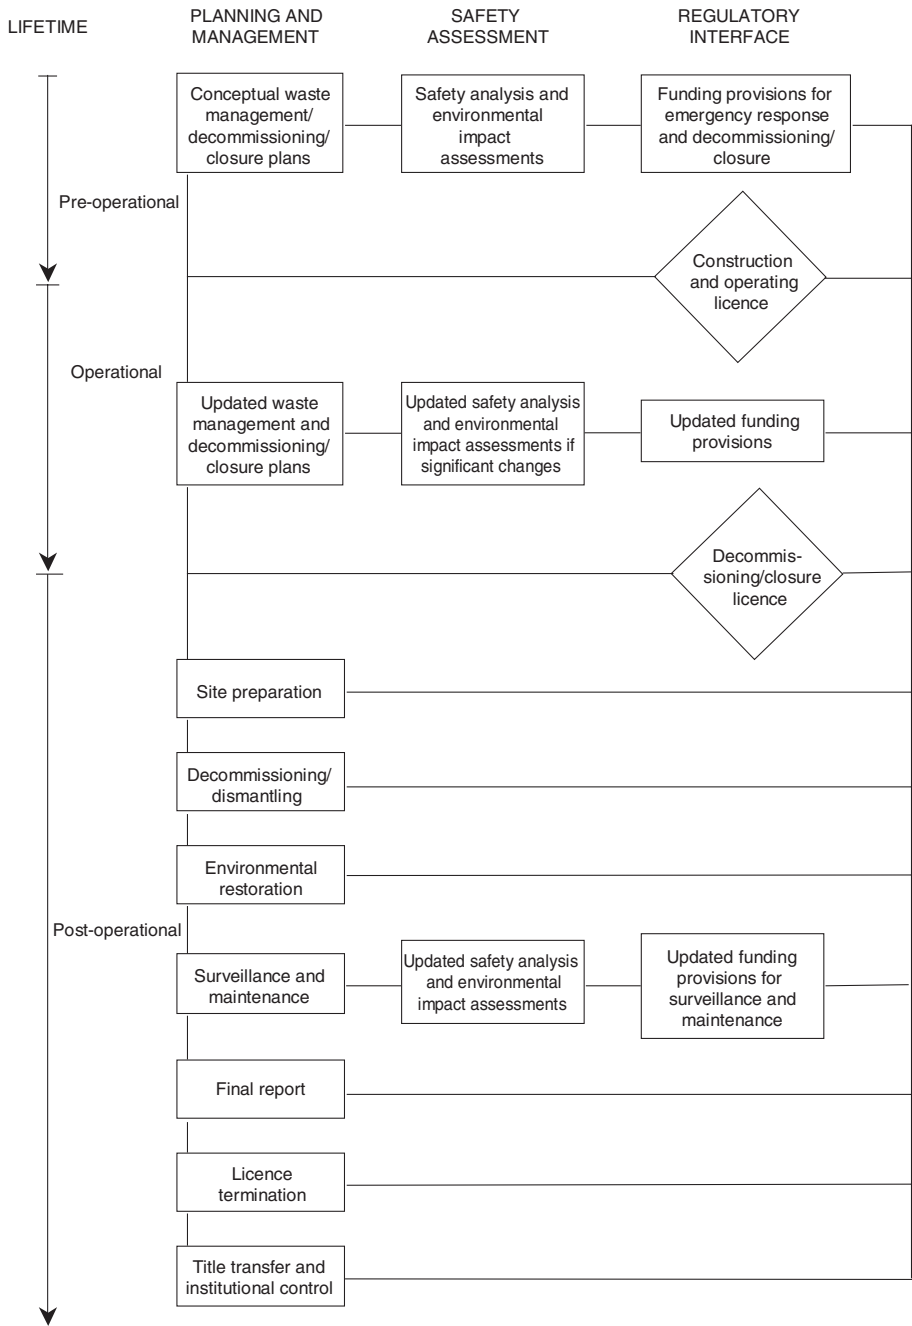 LIFETIME
PLANNING AND
MANAGEMENT
SAFETY
ASSESSMENT
REGULATORY
INTERFACE
Conceptual waste
management/
decommissioning/
closure plans
Safety analysis and
environmental
impact
assessments
Funding provisions for
emergency response
and decommissioning/
closure
Pre-operational
Construction
and operating
licence
Operational
Updated waste
management and
decommissioning/
closure plans
Updated safety analysis
and environmental
impact assessments if
significant changes
Updated funding
provisions
Decommis-
sioning/closure
licence
Site preparation
Decommissioning/
dismantling
Environmental
restoration
Post-operational
Surveillance and
maintenance
Updated safety analysis
and environmental
impact assessments
Updated funding
provisions for
surveillance and
maintenance
Final report
Licence
termination
Title transfer and
institutional control